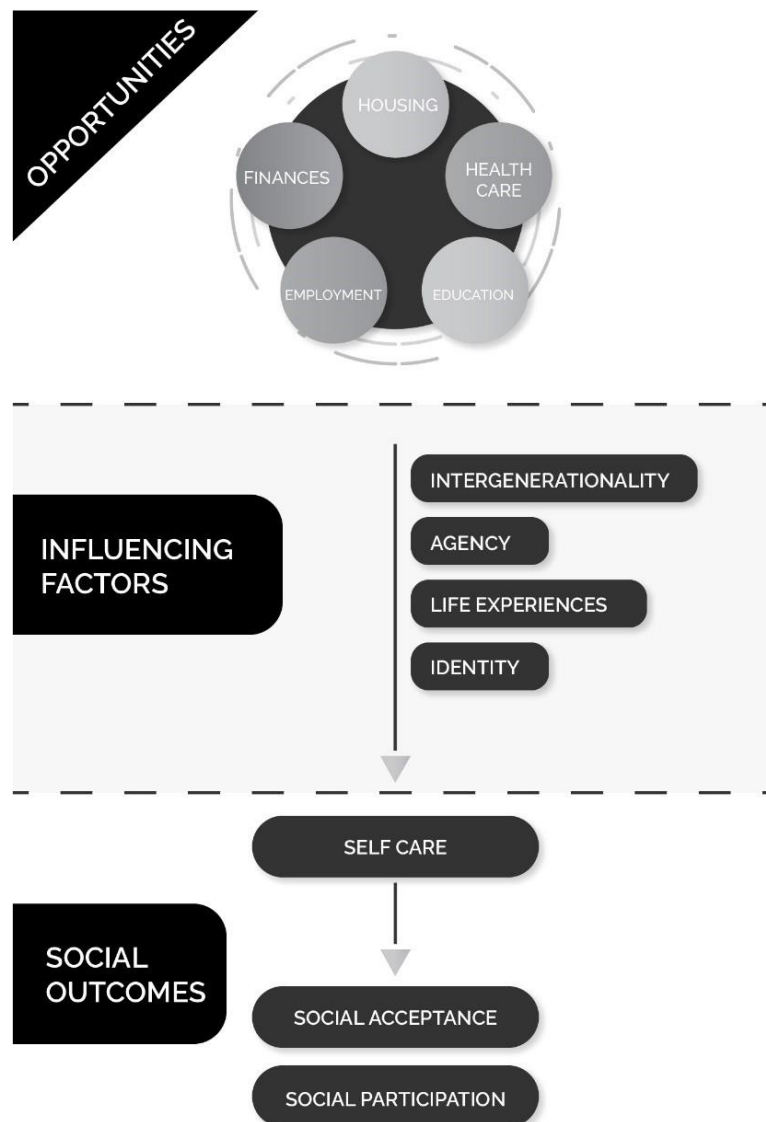 OPPORTUNITIES
HOUSING
FINANCES
HEALTH
CARE
EMPLOYMENT
EDUCATION
INFLUENCING
FACTORS
INTERGENERATIONALITY
AGENCY
LIFE EXPERIENCES
IDENTITY
SELF CARE
SOCIAL
OUTCOMES
SOCIAL ACCEPTANCE
SOCIAL PARTICIPATION